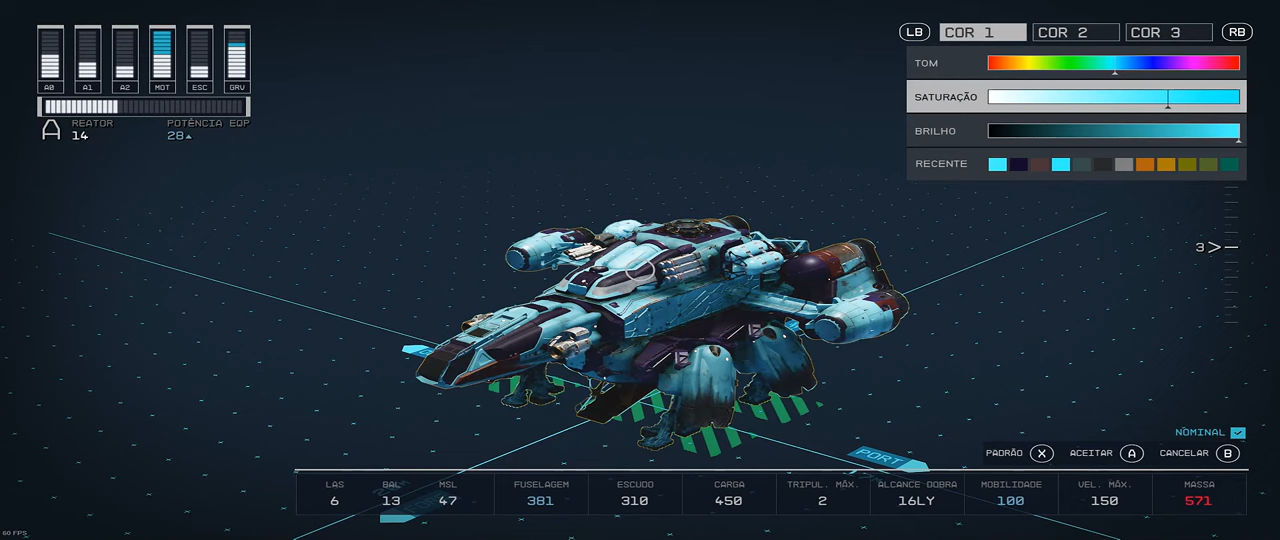 A0 A1 A2 MOT ESC GRV
REATOR POTÊNCIA EQP
14 28
LB COR 1 COR 2 COR 3 RB
TOM
SATURAÇÃO
BRILHO
RECENTE
3
NOMINAL
PADRÃO X ACEITAR A CANCELAR B
PORT
LAS BAL MSL FUSELAGEM ESCUDO CARGA TRIPUL. MÁX. ALCANCE DOBRA MOBILIDADE VEL. MÁX. MASSA
6 13 47 381 310 450 2 16LY 100 150 571
60 FPS